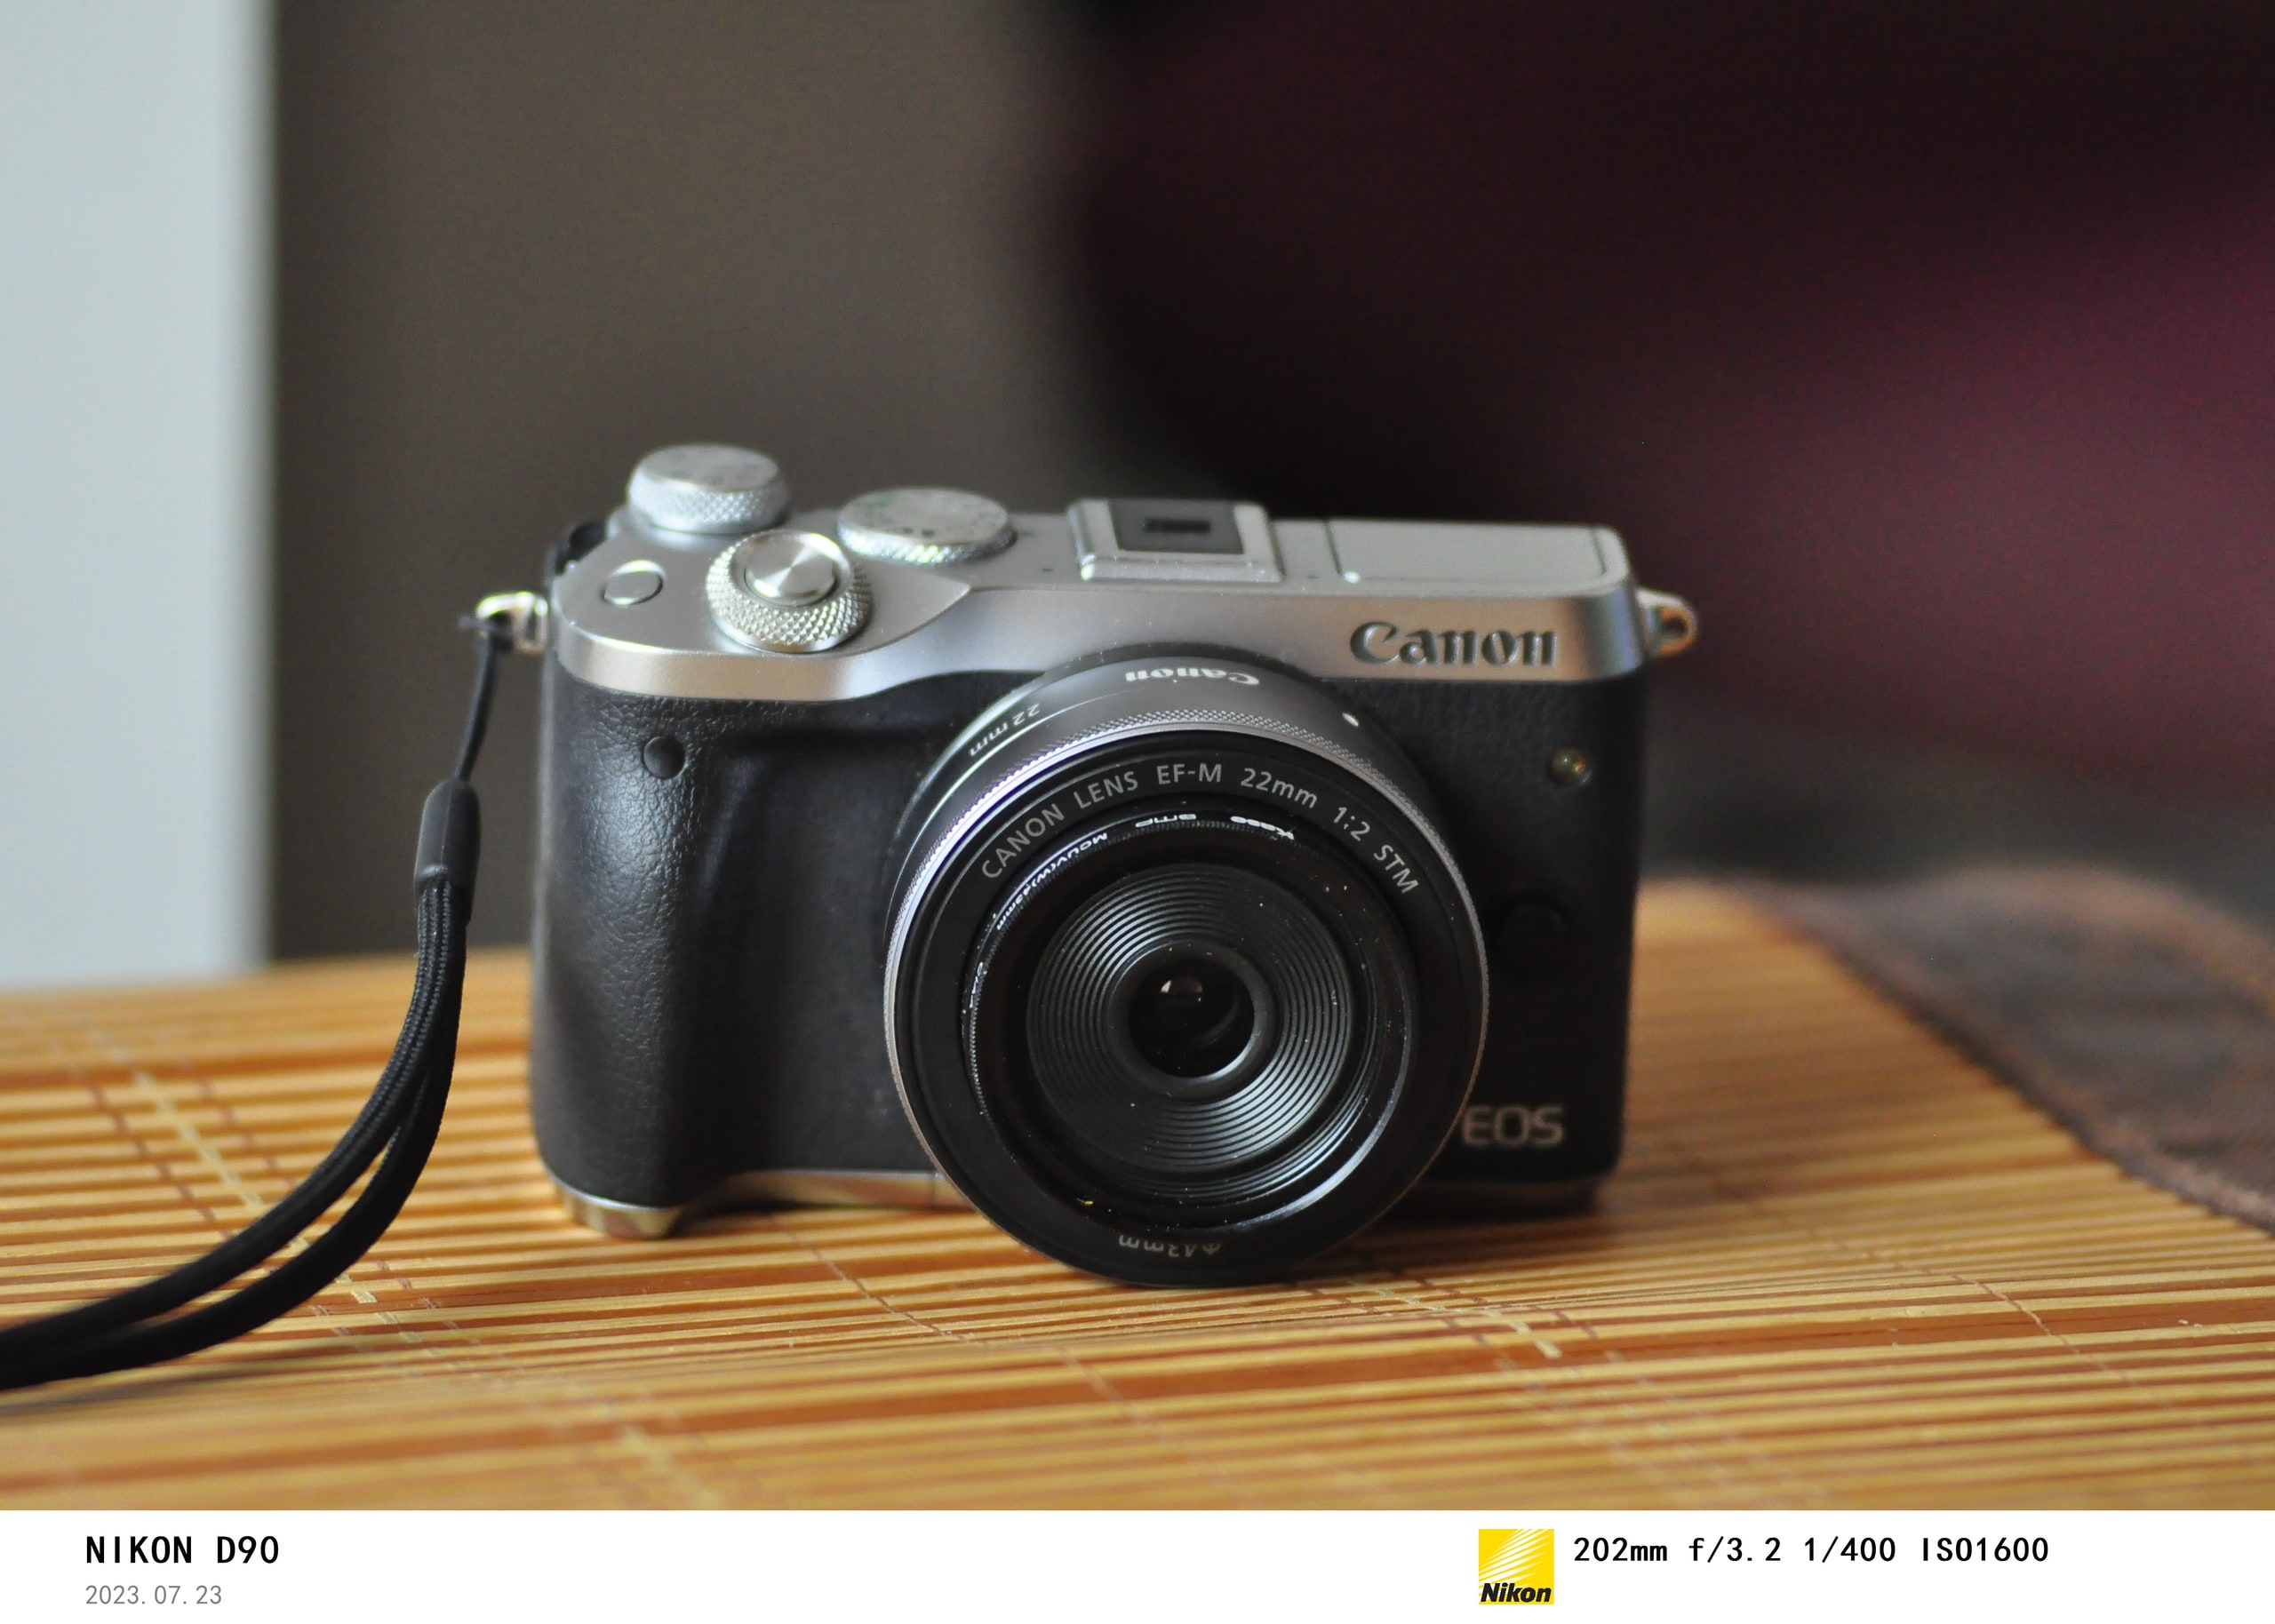 Canon
Canon
22mm
CANON LENS EF-M 22mm 1:2 STM
Kase
EOS
Φ43mm
NIKON D90
2023.07.23
Nikon
202mm f/3.2 1/400 ISO1600